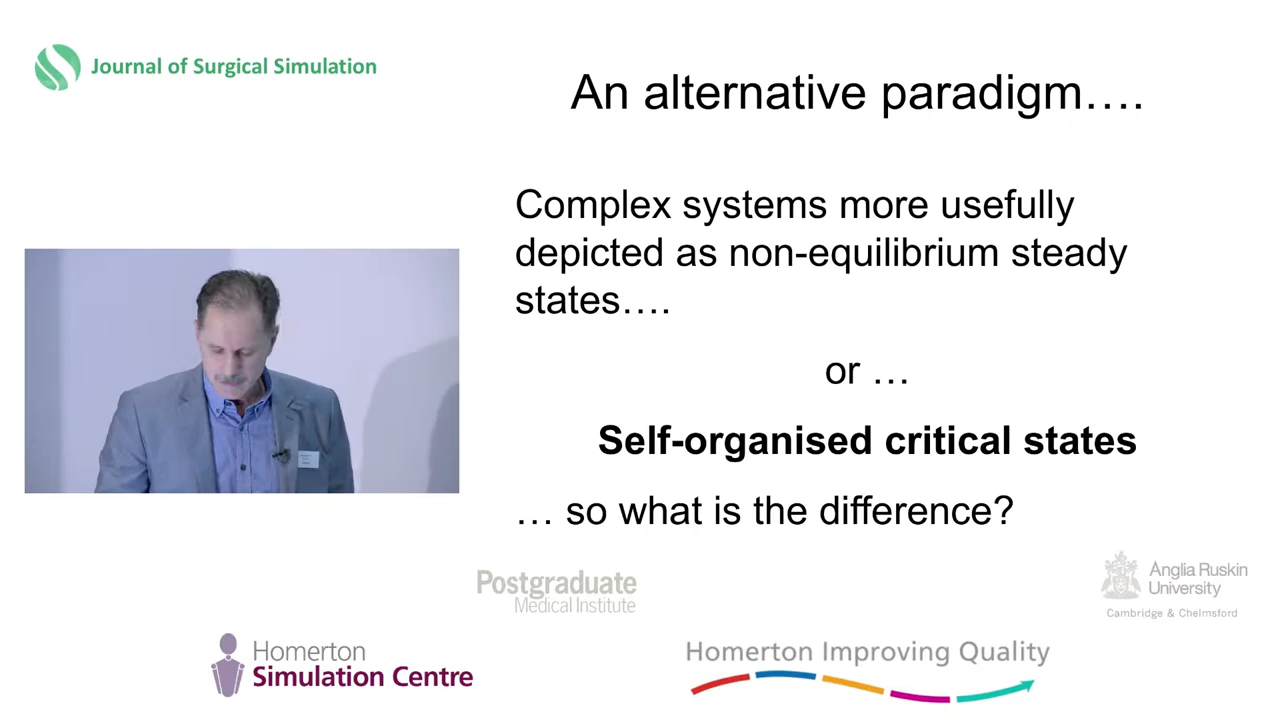 Journal of Surgical Simulation
An alternative paradigm….
Complex systems more usefully
depicted as non-equilibrium steady
states….
or …
Self-organised critical states
… so what is the difference?
Postgraduate
Medical Institute
Anglia Ruskin
University
Cambridge & Chelmsford
Homerton
Simulation Centre
Homerton Improving Quality